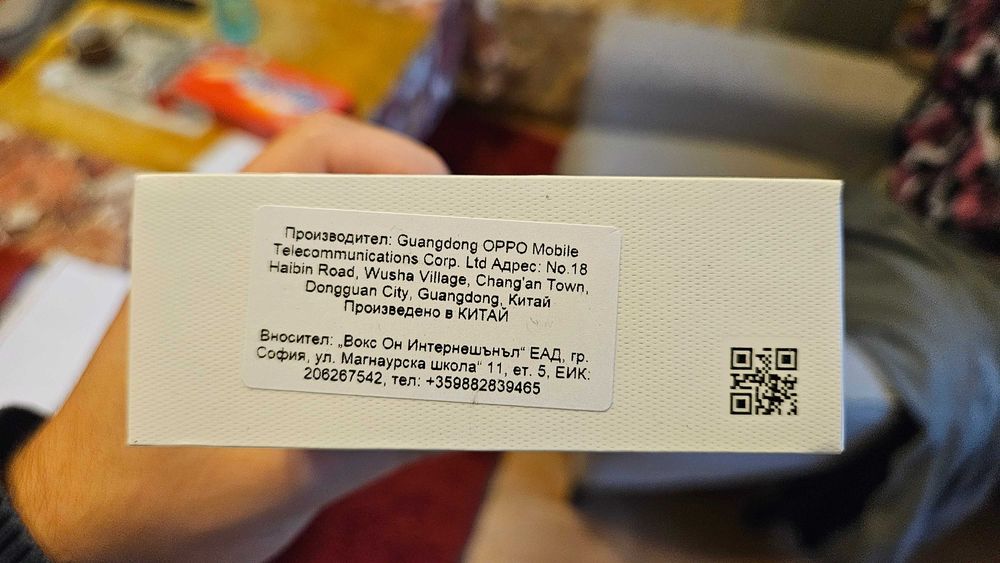 Производител: Guangdong OPPO Mobile
Telecommunications Corp. Ltd Адрес: No.18
Haibin Road, Wusha Village, Chang'an Town,
Dongguan City, Guangdong, Китай
Произведено в КИТАЙ
Вносител: „Вокс Он Интернешънъл“ ЕАД, гр.
София, ул. Магнаурска школа“ 11, ет. 5, ЕИК:
206267542, тел: +359882839465